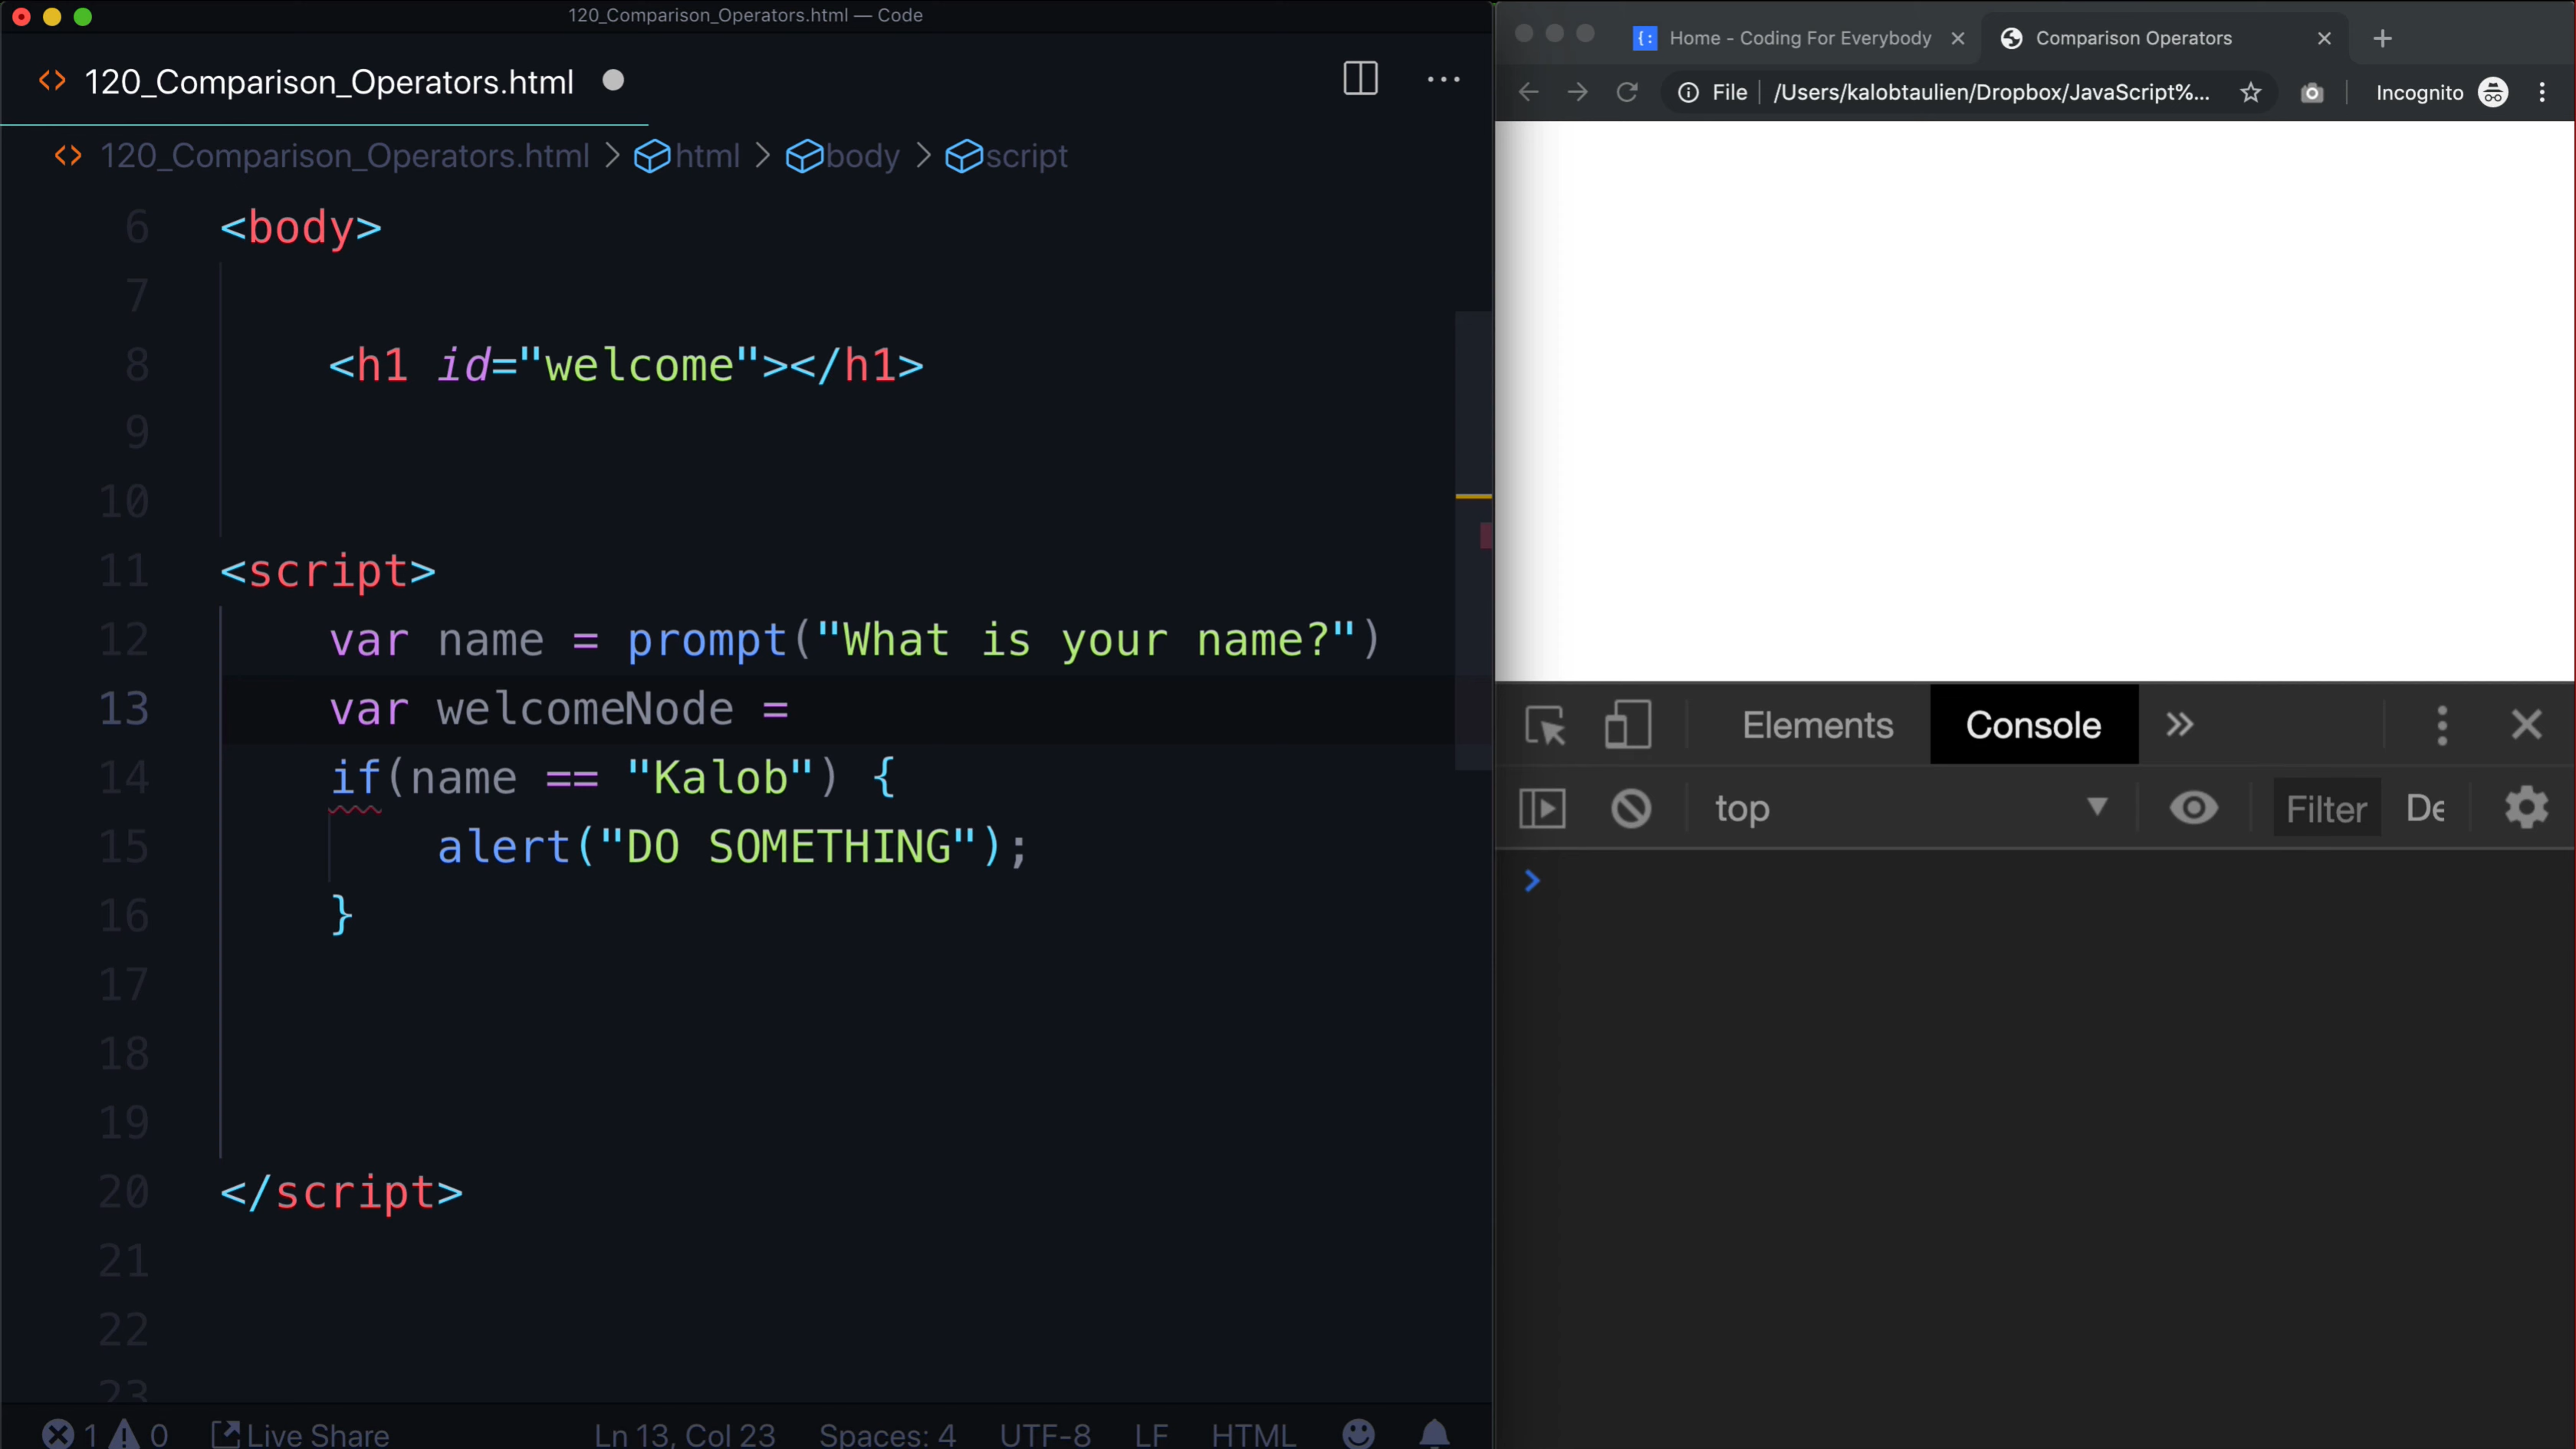 120_Comparison_Operators.html — Code
120_Comparison_Operators.html
120_Comparison_Operators.html > html > body > script
6 <body>
7
8 <h1 id="welcome"></h1>
9
10
11 <script>
12 var name = prompt("What is your name?")
13 var welcomeNode =
14 if(name == "Kalob") {
15 alert("DO SOMETHING");
16 }
17
18
19
20 </script>
21
22
23
1 0 Live Share Ln 13, Col 23 Spaces: 4 UTF-8 LF HTML
Home - Coding For Everybody Comparison Operators
File /Users/kalobtaulien/Dropbox/JavaScript%... Incognito
Elements Console
top Filter De